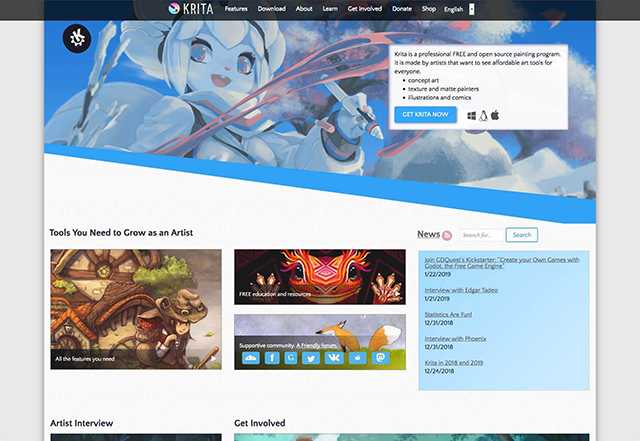 KRITA Features Download About Learn Get Involved Donate Shop English
Krita is a professional FREE and open source painting program.
It is made by artists that want to see affordable art tools for
everyone.
• concept art
• texture and matte painters
• illustrations and comics
GET KRITA NOW
Tools You Need to Grow as an Artist
All the features you need
FREE education and resources
Supportive community. A Friendly forum.
News
Search for...
Search
Join GDQuest's Kickstarter: "Create your Own Games with
Godot, the Free Game Engine"
1/22/2019
Interview with Edgar Tadeo
1/21/2019
Statistics Are Fun!
12/31/2018
Interview with Phoenix
12/31/2018
Krita in 2018 and 2019
12/24/2018
Artist Interview
Get Involved